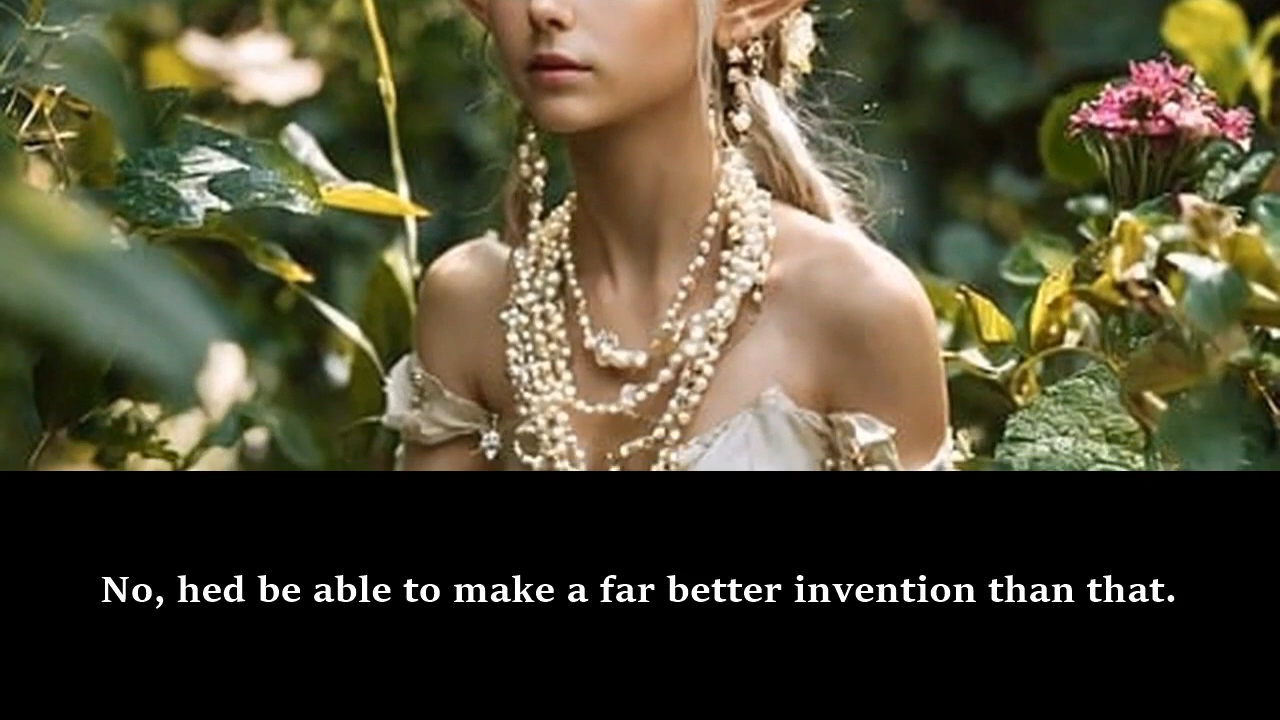 No, hed be able to make a far better invention than that.